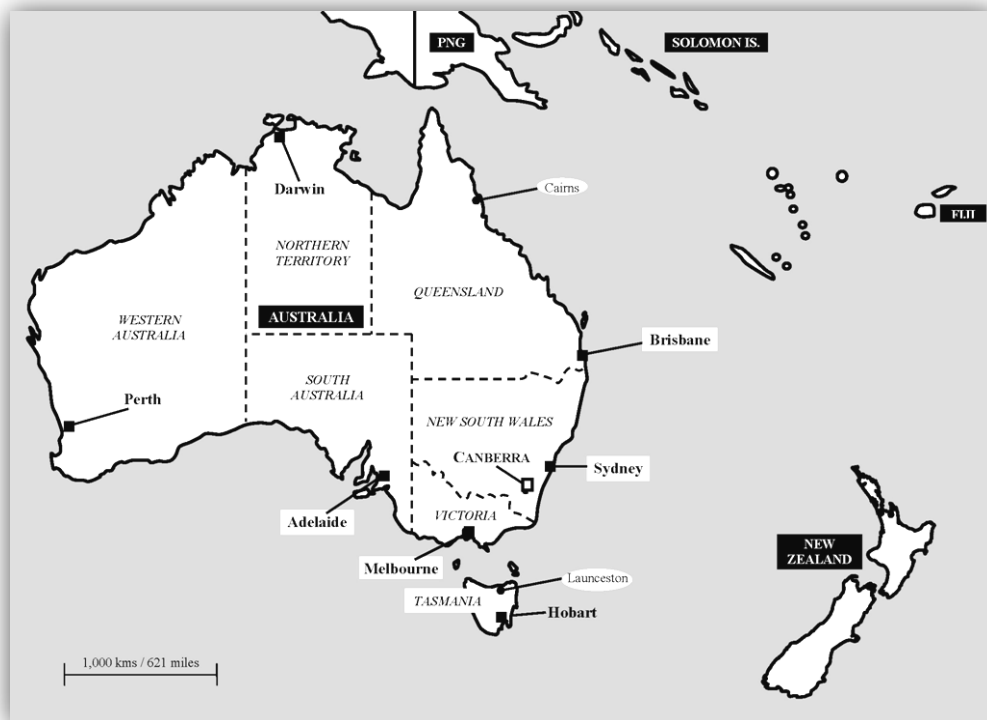 PNG
SOLOMON IS.
Darwin
Cairns
FIJI
NORTHERN
TERRITORY
QUEENSLAND
WESTERN
AUSTRALIA
AUSTRALIA
Brisbane
SOUTH
AUSTRALIA
Perth
NEW SOUTH WALES
CANBERRA
Sydney
Adelaide
VICTORIA
NEW
ZEALAND
Melbourne
Launceston
TASMANIA
Hobart
1,000 kms / 621 miles